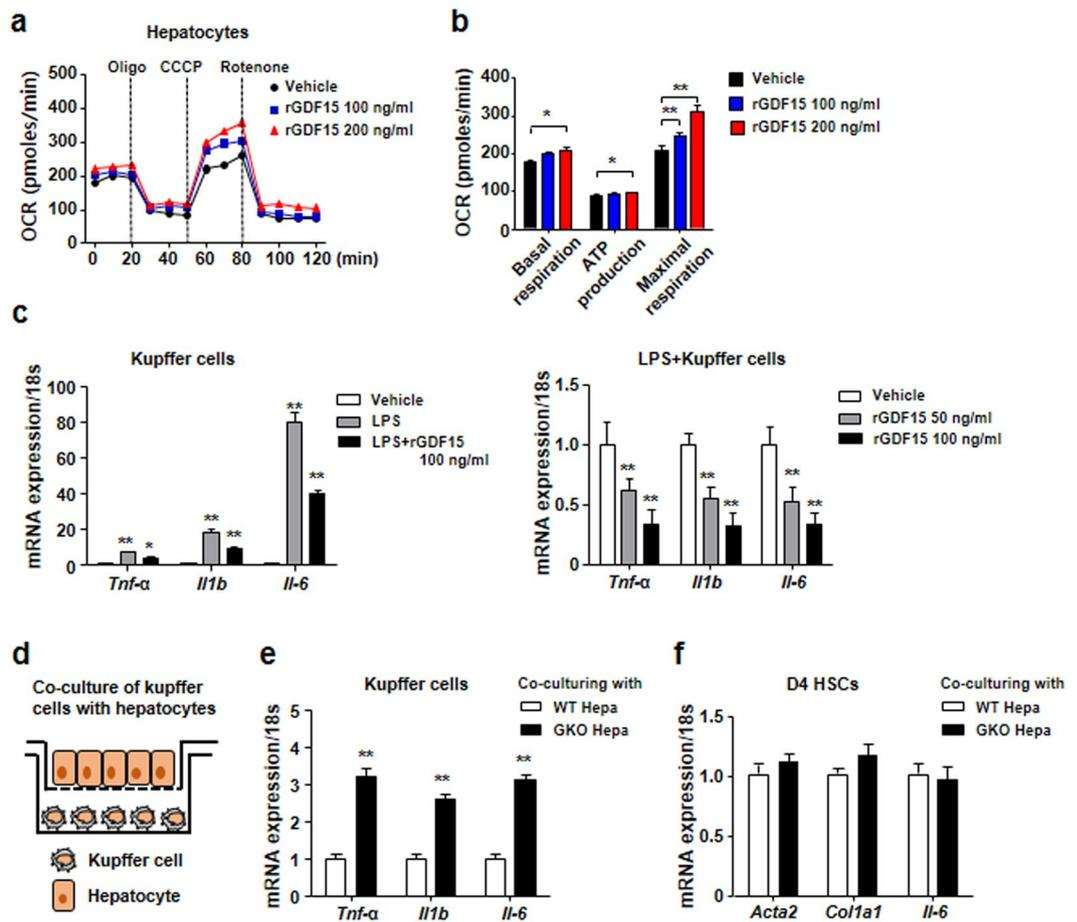 a
Hepatocytes
Oligo CCCP Rotenone
OCR (pmoles/min)
500
400
300
200
100
0
0 20 40 60 80 100 120 (min)
Vehicle
rGDF15 100 ng/ml
rGDF15 200 ng/ml
b
OCR (pmoles/min)
400
300
200
100
0
* * ** **
Basal respiration
ATP production
Maximal respiration
Vehicle
rGDF15 100 ng/ml
rGDF15 200 ng/ml
c
Kupffer cells
mRNA expression/18s
100
80
60
40
20
0
** * ** ** ** **
Tnf-α Il1b Il-6
Vehicle
LPS
LPS+rGDF15
100 ng/ml
LPS+Kupffer cells
mRNA expression/18s
1.5
1.0
0.5
0
** ** ** ** ** **
Tnf-α Il1b Il-6
Vehicle
rGDF15 50 ng/ml
rGDF15 100 ng/ml
d
Co-culture of kupffer
cells with hepatocytes
Kupffer cell
Hepatocyte
e
Kupffer cells
mRNA expression/18s
5
4
3
2
1
0
** ** **
Tnf-α Il1b Il-6
Co-culturing with
WT Hepa
GKO Hepa
f
D4 HSCs
mRNA expression/18s
1.5
1.0
0.5
0
Acta2 Col1a1 Il-6
Co-culturing with
WT Hepa
GKO Hepa